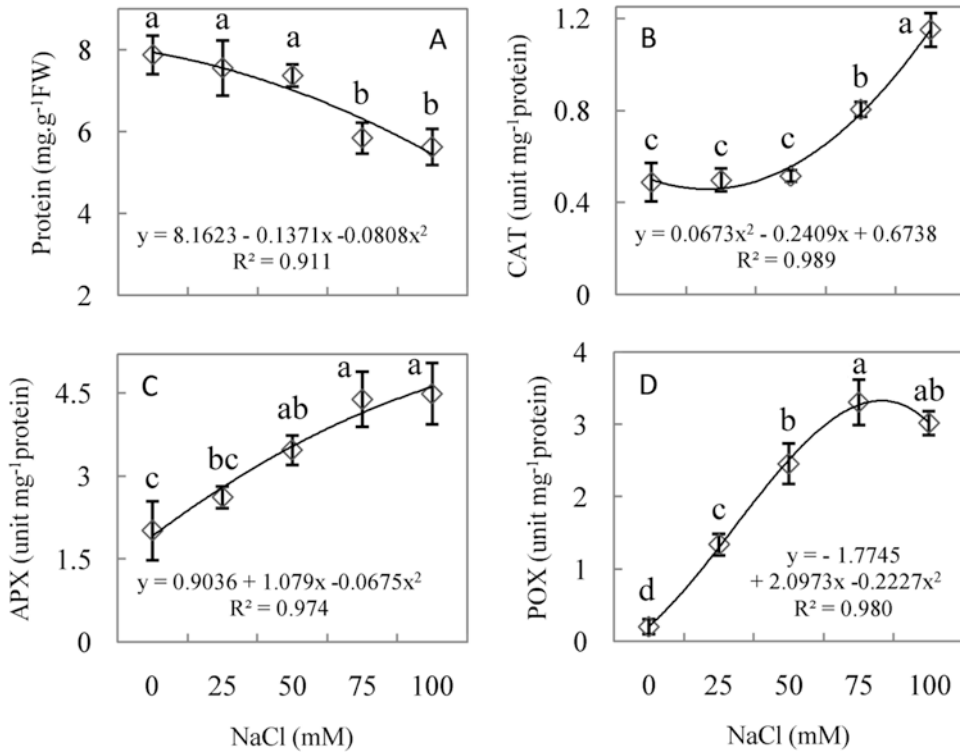 A
a
a
a
b
b
8
6
4
2
Protein (mg.g⁻¹FW)
y = 8.1623 - 0.1371x -0.0808x²
R² = 0.911
B
a
b
c
c
c
1.2
0.8
0.4
0
CAT (unit mg⁻¹protein)
y = 0.0673x² - 0.2409x + 0.6738
R² = 0.989
C
a
a
ab
bc
c
4.5
3
1.5
0
APX (unit mg⁻¹protein)
y = 0.9036 + 1.079x -0.0675x²
R² = 0.974
0 25 50 75 100
NaCl (mM)
D
a
ab
b
c
d
4
3
2
1
0
POX (unit mg⁻¹protein)
y = - 1.7745
+ 2.0973x -0.2227x²
R² = 0.980
0 25 50 75 100
NaCl (mM)